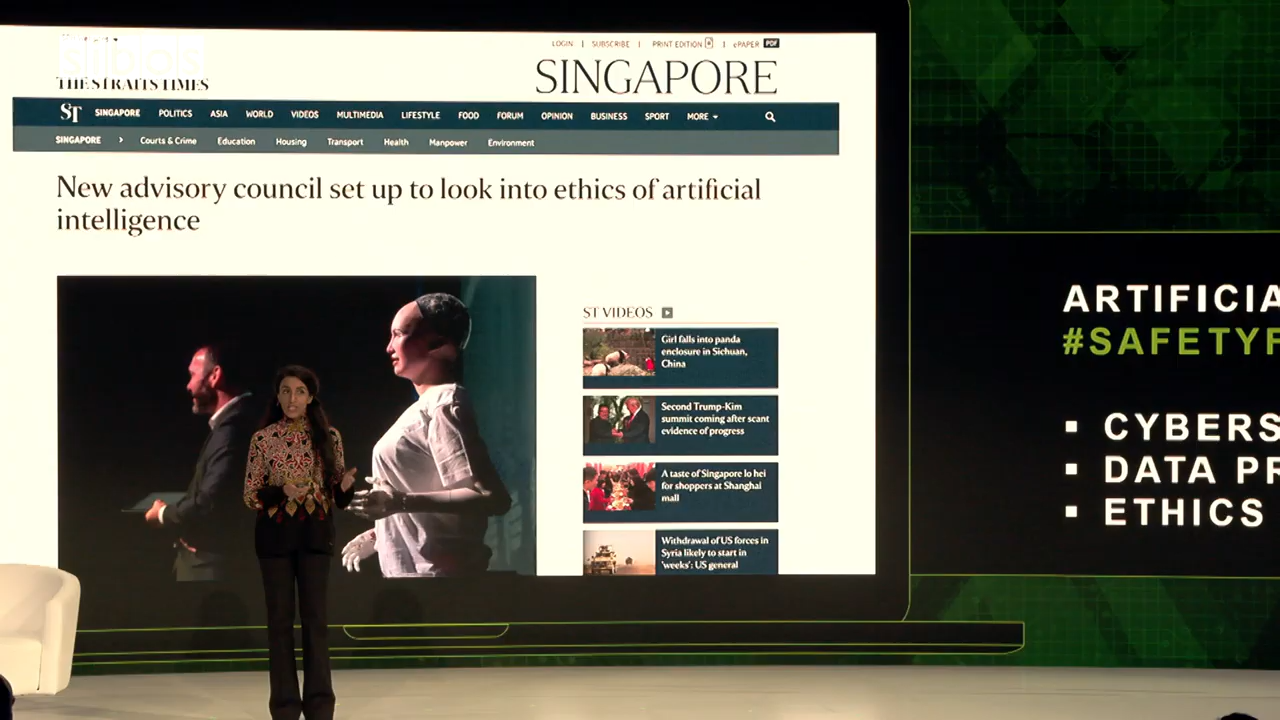 sibos
THE STRAITS TIMES
LOGIN | SUBSCRIBE | PRINT EDITION | ePAPER PDF
SINGAPORE
ST SINGAPORE POLITICS ASIA WORLD VIDEOS MULTIMEDIA LIFESTYLE FOOD FORUM OPINION BUSINESS SPORT MORE
SINGAPORE > Courts & Crime Education Housing Transport Health Manpower Environment
New advisory council set up to look into ethics of artificial
intelligence
ST VIDEOS
Girl falls into panda
enclosure in Sichuan,
China
Second Trump-Kim
summit coming after scant
evidence of progress
A taste of Singapore lo hei
for shoppers at Shanghai
mall
Withdrawal of US forces in
Syria likely to start in
'weeks': US general
ARTIFICIA
#SAFETYF
▪ CYBERS
▪ DATA PR
▪ ETHICS